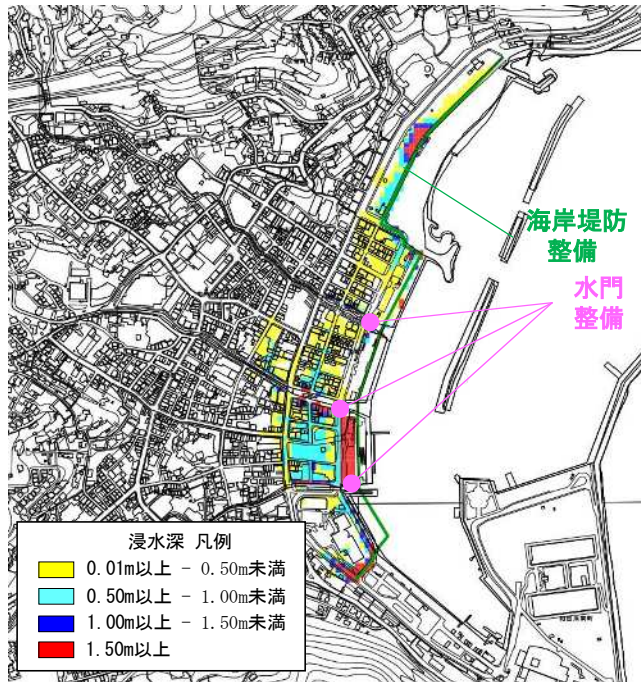 海岸堤防
整備
水門
整備
浸水深 凡例
0.01m以上 - 0.50m未満
0.50m以上 - 1.00m未満
1.00m以上 - 1.50m未満
1.50m以上